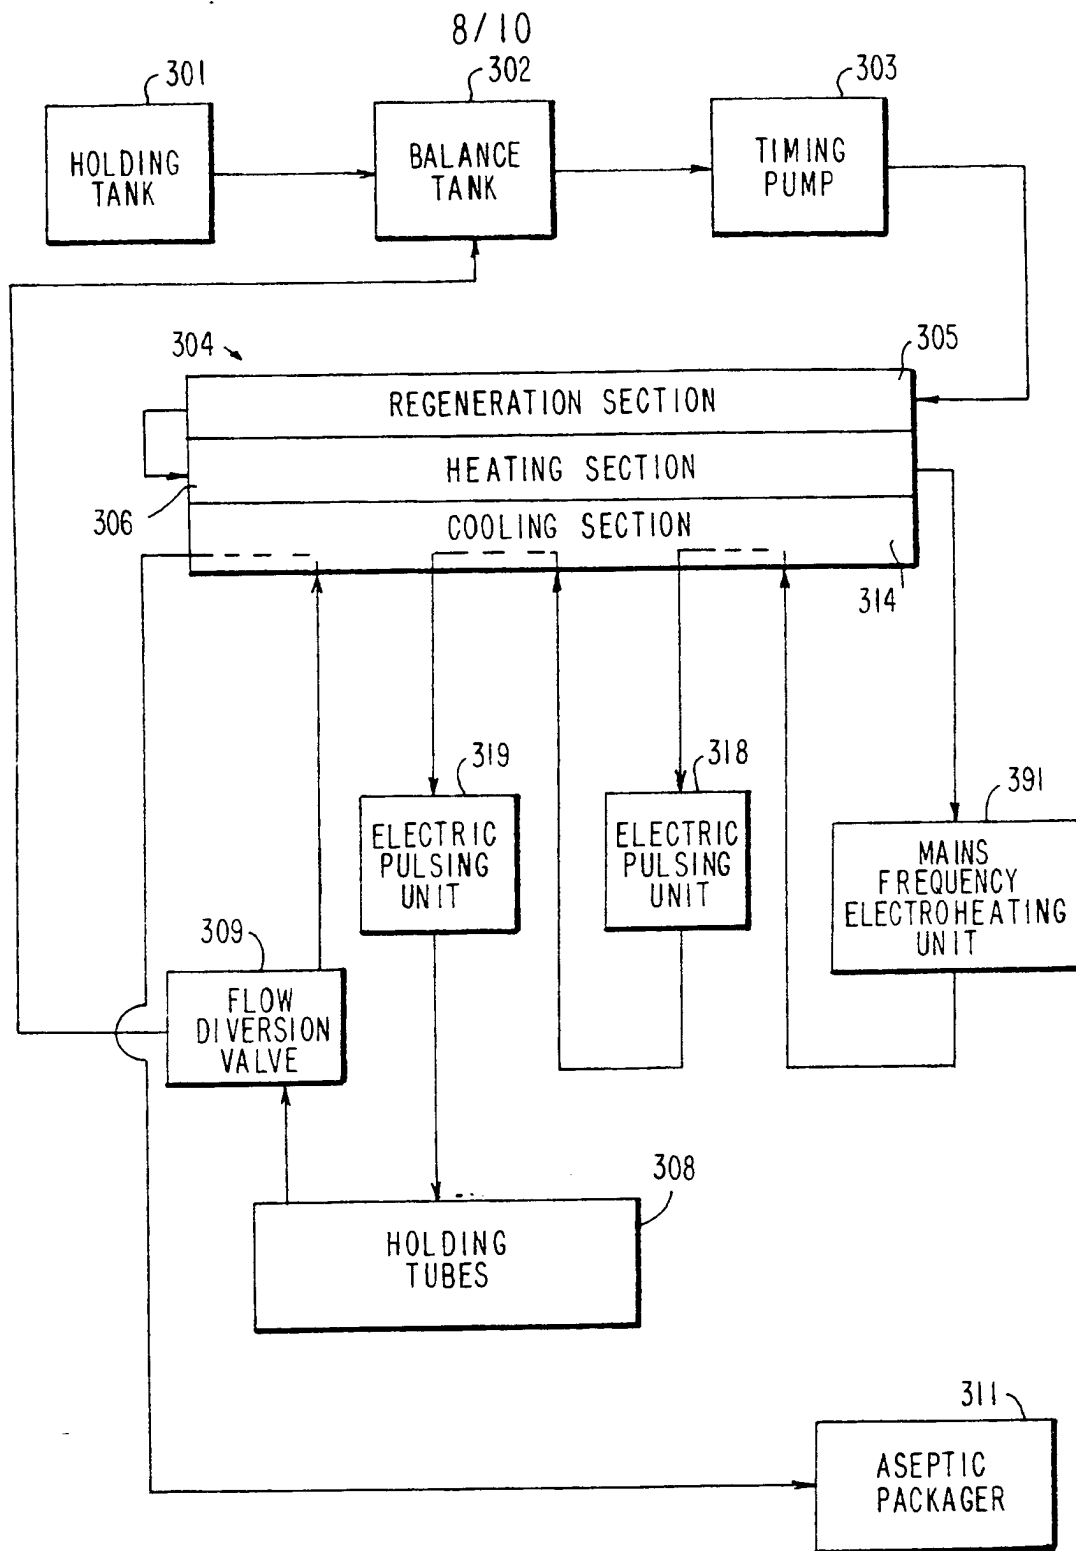 8/10
301
302
303
HOLDING
TANK
BALANCE
TANK
TIMING
PUMP
304
305
REGENERATION SECTION
HEATING SECTION
306
COOLING SECTION
314
319
318
391
ELECTRIC
PULSING
UNIT
ELECTRIC
PULSING
UNIT
MAINS
FREQUENCY
ELECTROHEATING
UNIT
309
FLOW
DIVERSION
VALVE
308
HOLDING
TUBES
311
ASEPTIC
PACKAGER